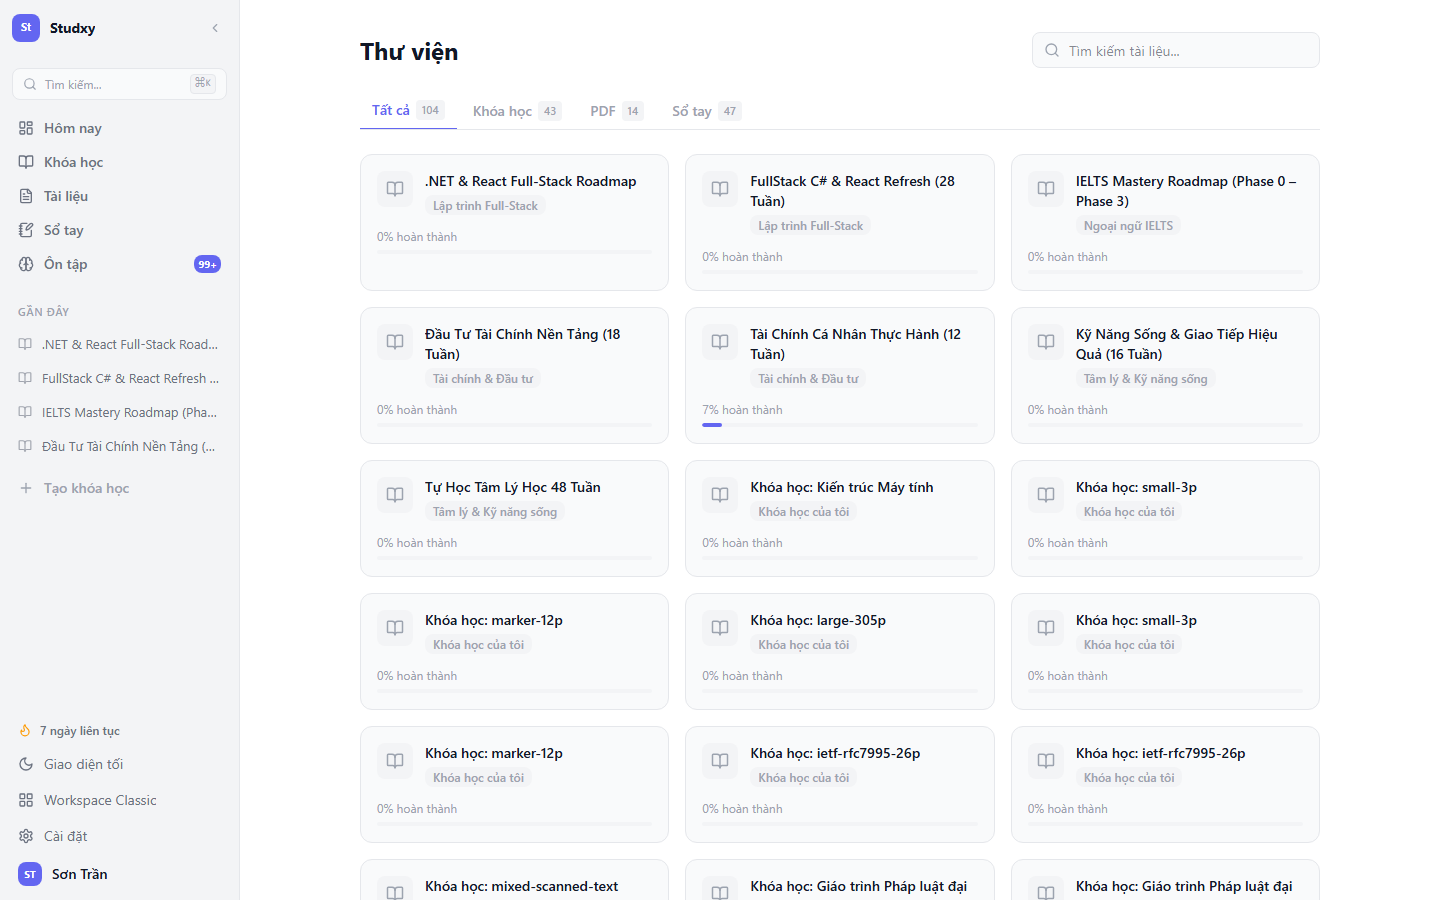 St Studxy
Tìm kiếm... ⌘K
Hôm nay
Khóa học
Tài liệu
Sổ tay
Ôn tập 99+
GẦN ĐÂY
.NET & React Full-Stack Road...
FullStack C# & React Refresh ...
IELTS Mastery Roadmap (Pha...
Đầu Tư Tài Chính Nền Tảng (...
Tạo khóa học
7 ngày liên tục
Giao diện tối
Workspace Classic
Cài đặt
ST Sơn Trần
Thư viện
Tìm kiếm tài liệu...
Tất cả 104 Khóa học 43 PDF 14 Sổ tay 47
.NET & React Full-Stack Roadmap
Lập trình Full-Stack
0% hoàn thành
FullStack C# & React Refresh (28
Tuần)
Lập trình Full-Stack
0% hoàn thành
IELTS Mastery Roadmap (Phase 0 –
Phase 3)
Ngoại ngữ IELTS
0% hoàn thành
Đầu Tư Tài Chính Nền Tảng (18
Tuần)
Tài chính & Đầu tư
0% hoàn thành
Tài Chính Cá Nhân Thực Hành (12
Tuần)
Tài chính & Đầu tư
7% hoàn thành
Kỹ Năng Sống & Giao Tiếp Hiệu
Quả (16 Tuần)
Tâm lý & Kỹ năng sống
0% hoàn thành
Tự Học Tâm Lý Học 48 Tuần
Tâm lý & Kỹ năng sống
0% hoàn thành
Khóa học: Kiến trúc Máy tính
Khóa học của tôi
0% hoàn thành
Khóa học: small-3p
Khóa học của tôi
0% hoàn thành
Khóa học: marker-12p
Khóa học của tôi
0% hoàn thành
Khóa học: large-305p
Khóa học của tôi
0% hoàn thành
Khóa học: small-3p
Khóa học của tôi
0% hoàn thành
Khóa học: marker-12p
Khóa học của tôi
0% hoàn thành
Khóa học: ietf-rfc7995-26p
Khóa học của tôi
0% hoàn thành
Khóa học: ietf-rfc7995-26p
Khóa học của tôi
0% hoàn thành
Khóa học: mixed-scanned-text
Khóa học: Giáo trình Pháp luật đại
Khóa học: Giáo trình Pháp luật đại